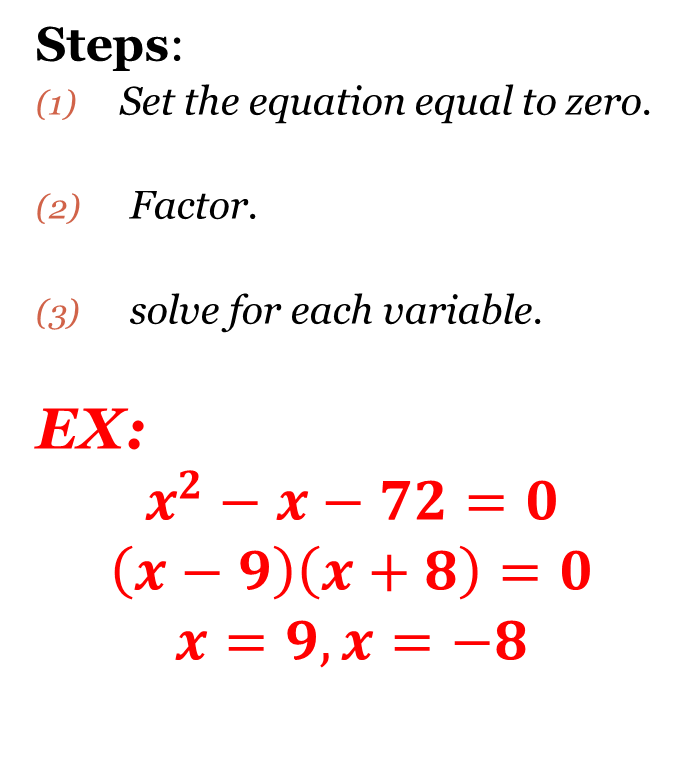 Steps:
(1) Set the equation equal to zero.
(2) Factor.
(3) solve for each variable.
EX:
x² − x − 72 = 0
(x − 9)(x + 8) = 0
x = 9, x = −8